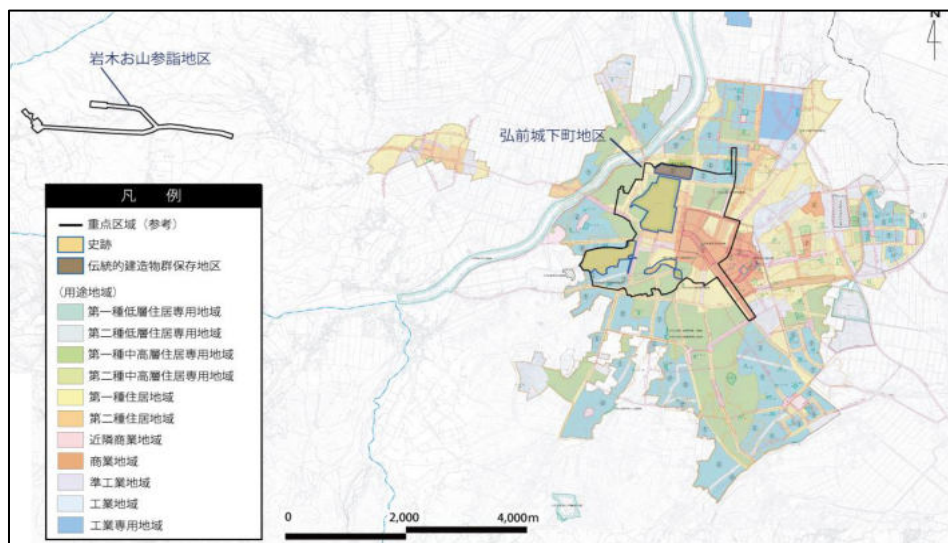 岩木お山参詣地区
弘前城下町地区
N
凡 例
重点区域（参考）
史跡
伝統的建造物群保存地区
(用途地域)
第一種低層住居専用地域
第二種低層住居専用地域
第一種中高層住居専用地域
第二種中高層住居専用地域
第一種住居地域
第二種住居地域
近隣商業地域
商業地域
準工業地域
工業地域
工業専用地域
0 2,000 4,000m